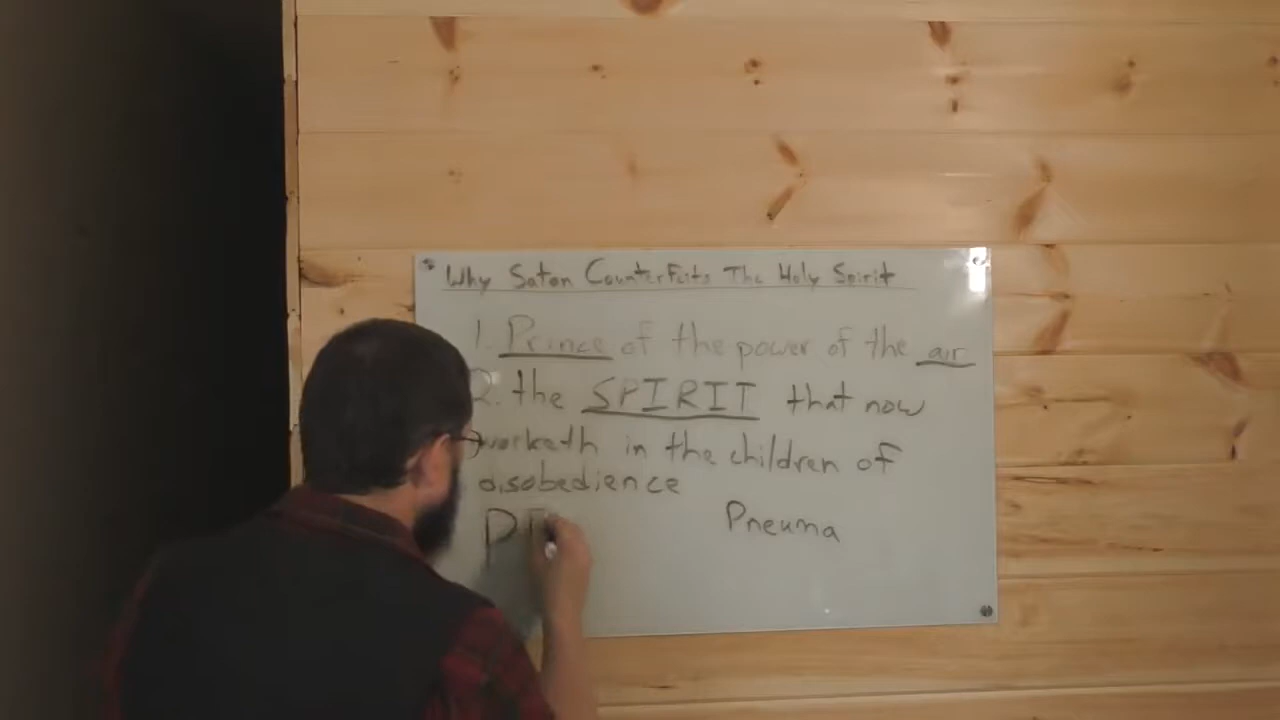 Why Satan Counterfeits The Holy Spirit
1. Prince of the power of the air
2. the SPIRIT that now
worketh in the children of
disobedience
Pneuma